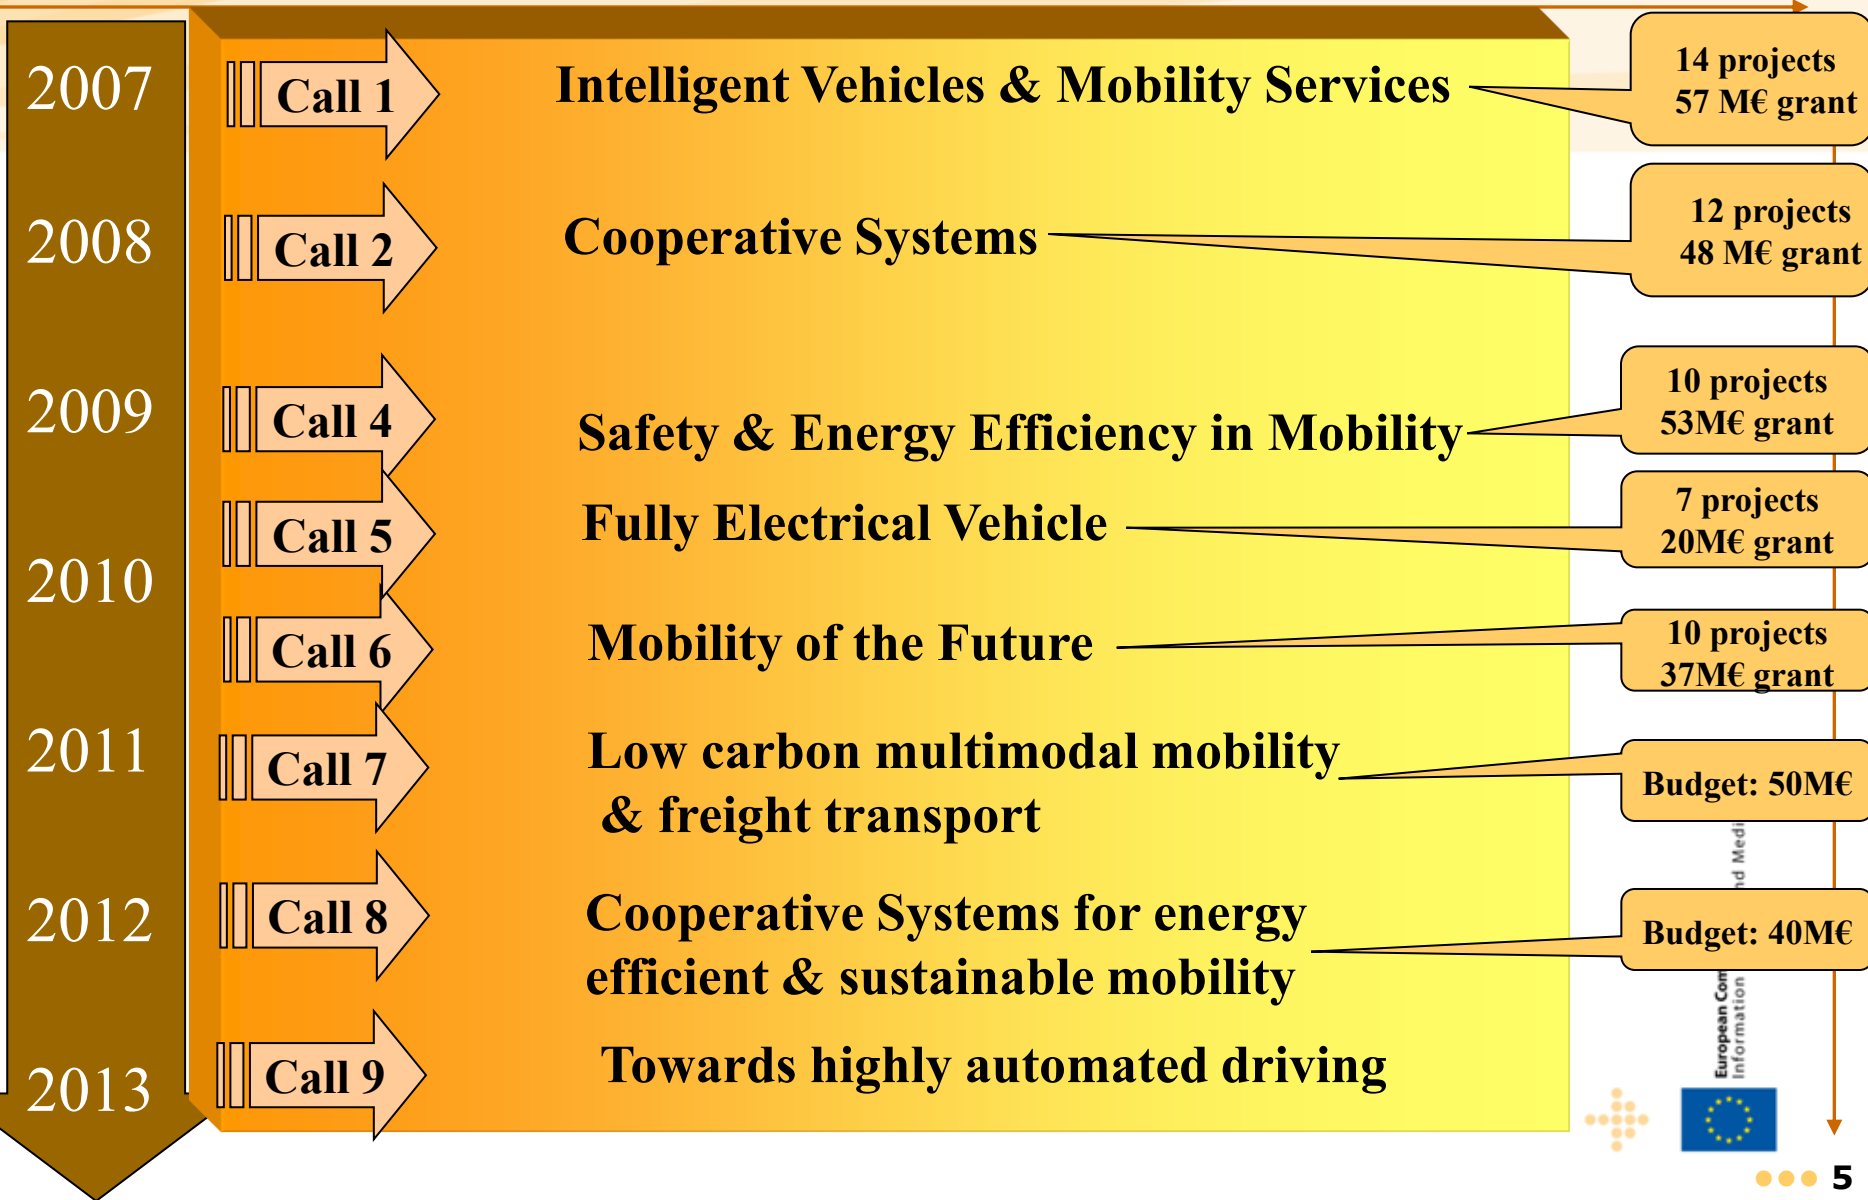 2007
Call 1
Intelligent Vehicles & Mobility Services
14 projects
57 M€ grant
2008
Call 2
Cooperative Systems
12 projects
48 M€ grant
2009
Call 4
Safety & Energy Efficiency in Mobility
10 projects
53M€ grant
Call 5
Fully Electrical Vehicle
7 projects
20M€ grant
2010
Call 6
Mobility of the Future
10 projects
37M€ grant
2011
Call 7
Low carbon multimodal mobility
& freight transport
Budget: 50M€
2012
Call 8
Cooperative Systems for energy
efficient & sustainable mobility
Budget: 40M€
2013
Call 9
Towards highly automated driving
European
Information
5